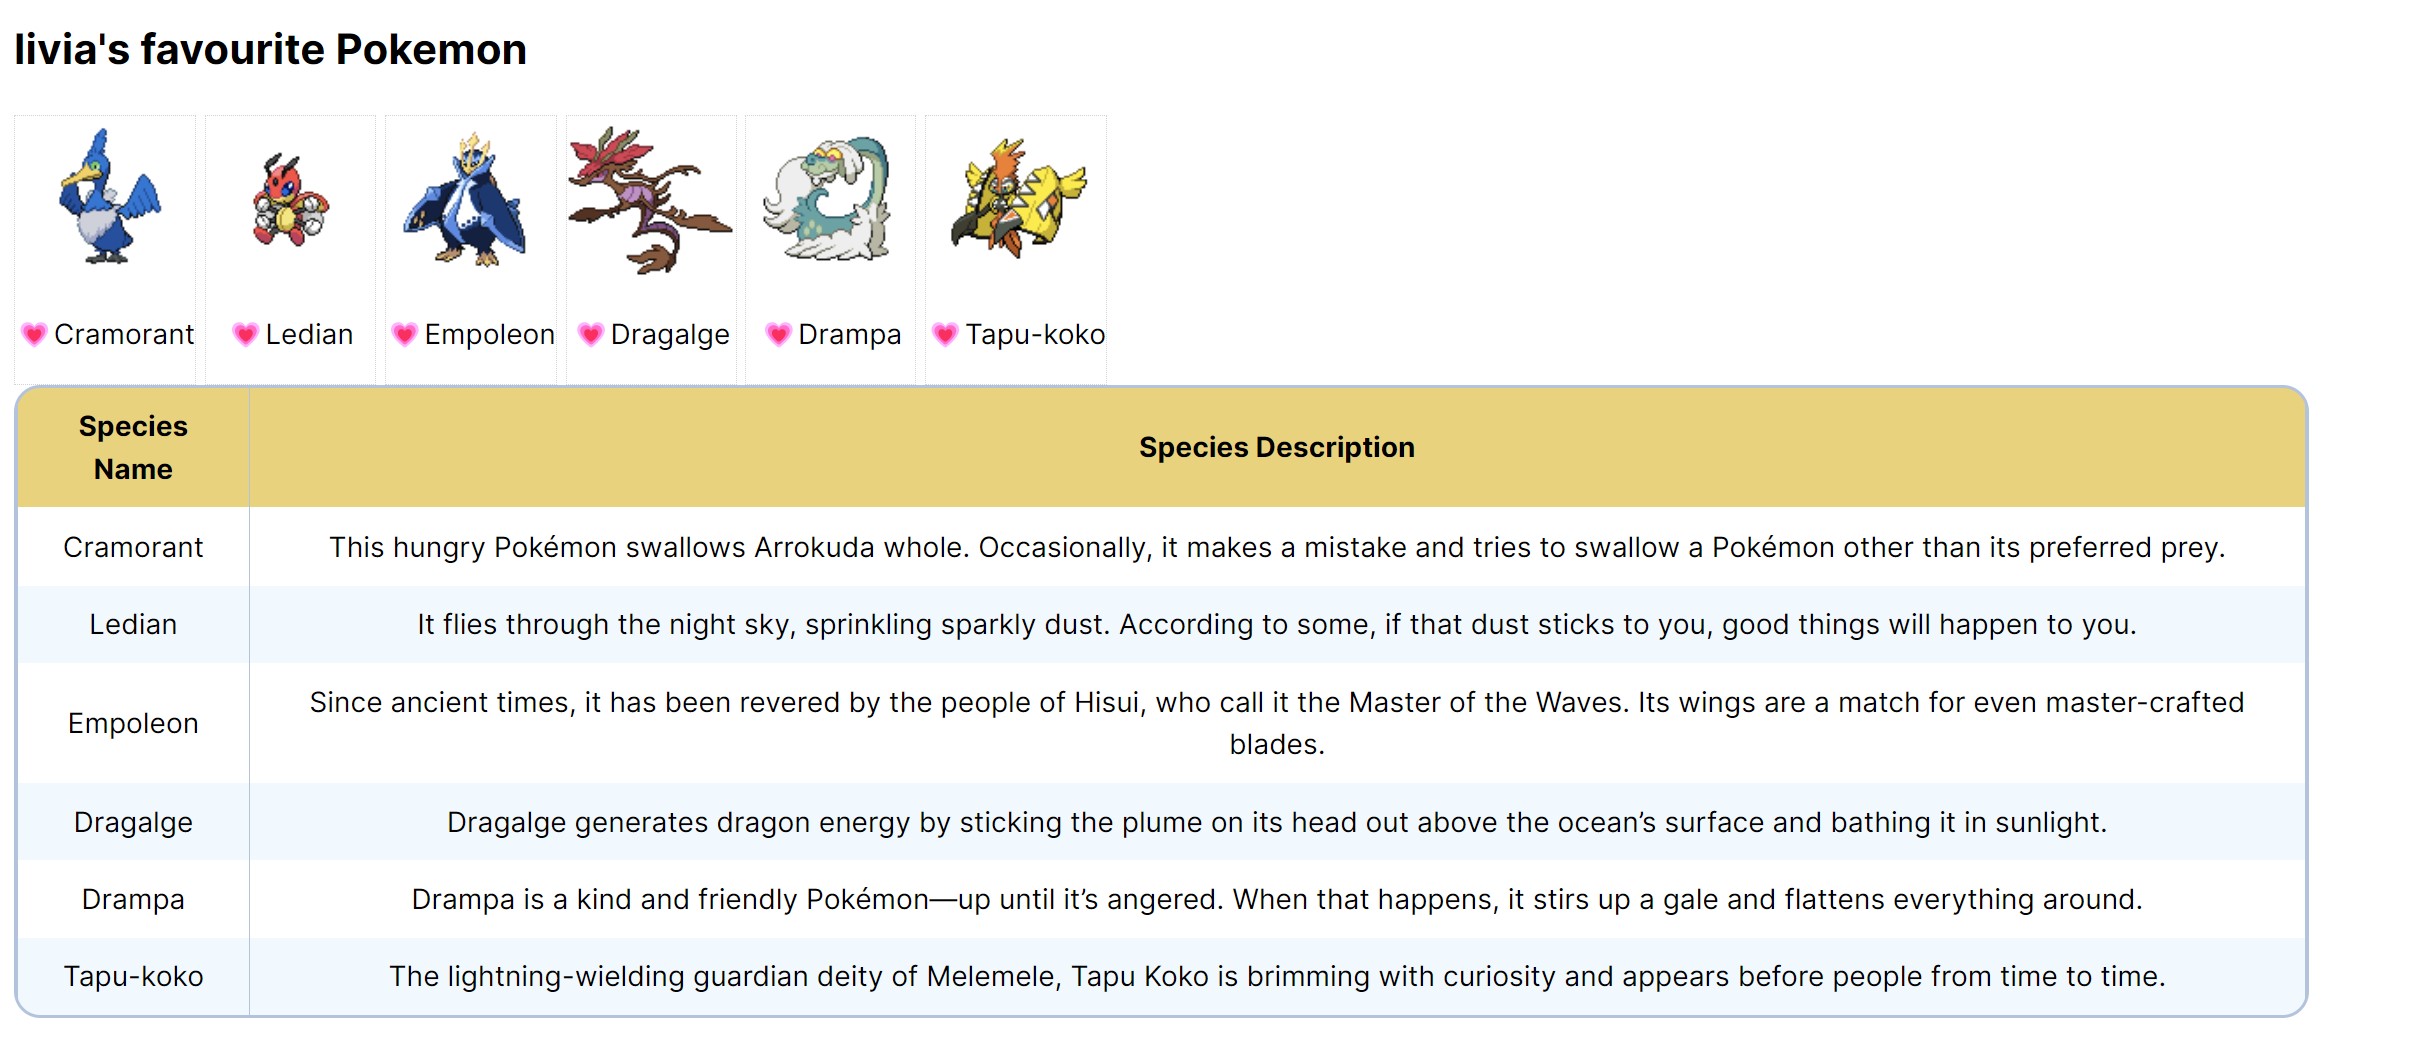 livia's favourite Pokemon
💗 Cramorant 💗 Ledian 💗 Empoleon 💗 Dragalge 💗 Drampa 💗 Tapu-koko
Species
Name
Species Description
Cramorant
This hungry Pokémon swallows Arrokuda whole. Occasionally, it makes a mistake and tries to swallow a Pokémon other than its preferred prey.
Ledian
It flies through the night sky, sprinkling sparkly dust. According to some, if that dust sticks to you, good things will happen to you.
Empoleon
Since ancient times, it has been revered by the people of Hisui, who call it the Master of the Waves. Its wings are a match for even master-crafted
blades.
Dragalge
Dragalge generates dragon energy by sticking the plume on its head out above the ocean’s surface and bathing it in sunlight.
Drampa
Drampa is a kind and friendly Pokémon—up until it’s angered. When that happens, it stirs up a gale and flattens everything around.
Tapu-koko
The lightning-wielding guardian deity of Melemele, Tapu Koko is brimming with curiosity and appears before people from time to time.